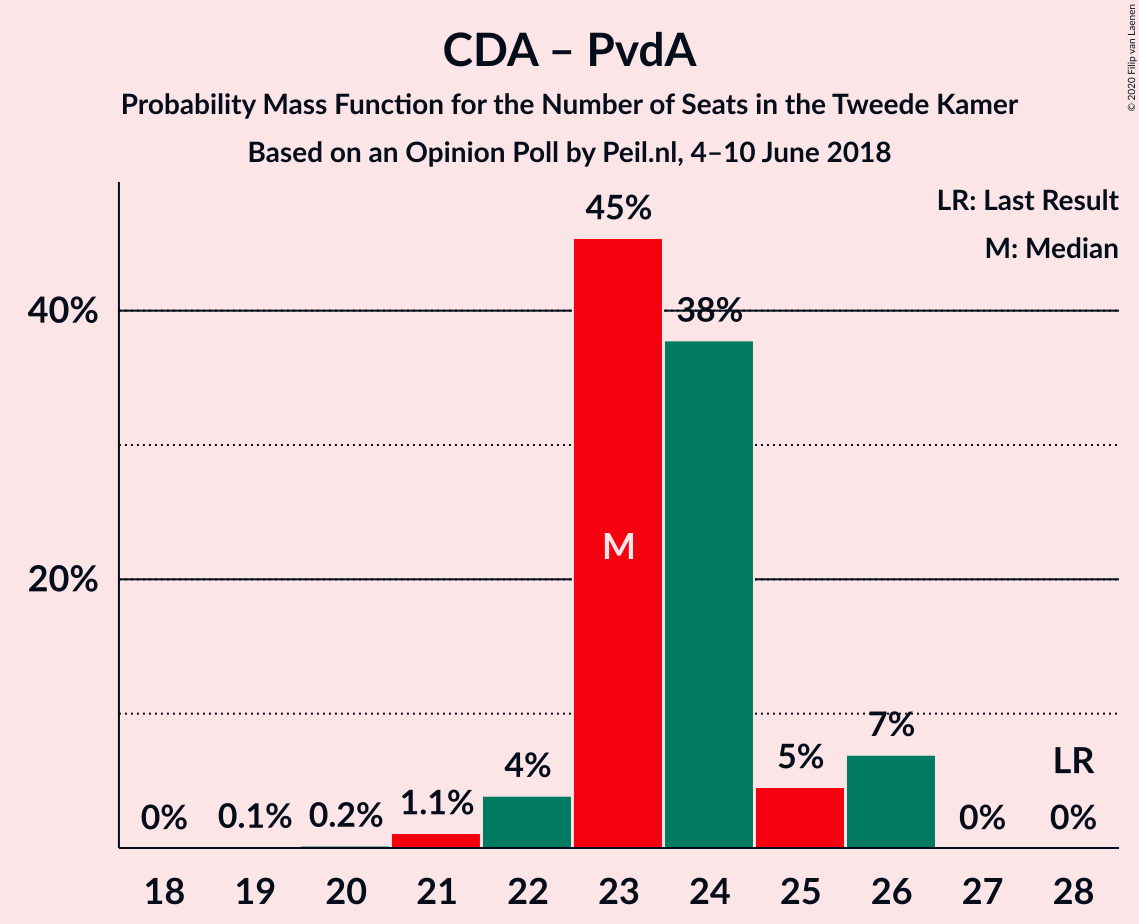 CDA – PvdA
Probability Mass Function for the Number of Seats in the Tweede Kamer
Based on an Opinion Poll by Peil.nl, 4–10 June 2018
© 2020 Filip van Laenen
LR: Last Result
M: Median
40%
20%
0%
0.1%
0.2%
1.1%
4%
45%
M
38%
5%
7%
0%
LR
0%
18 19 20 21 22 23 24 25 26 27 28